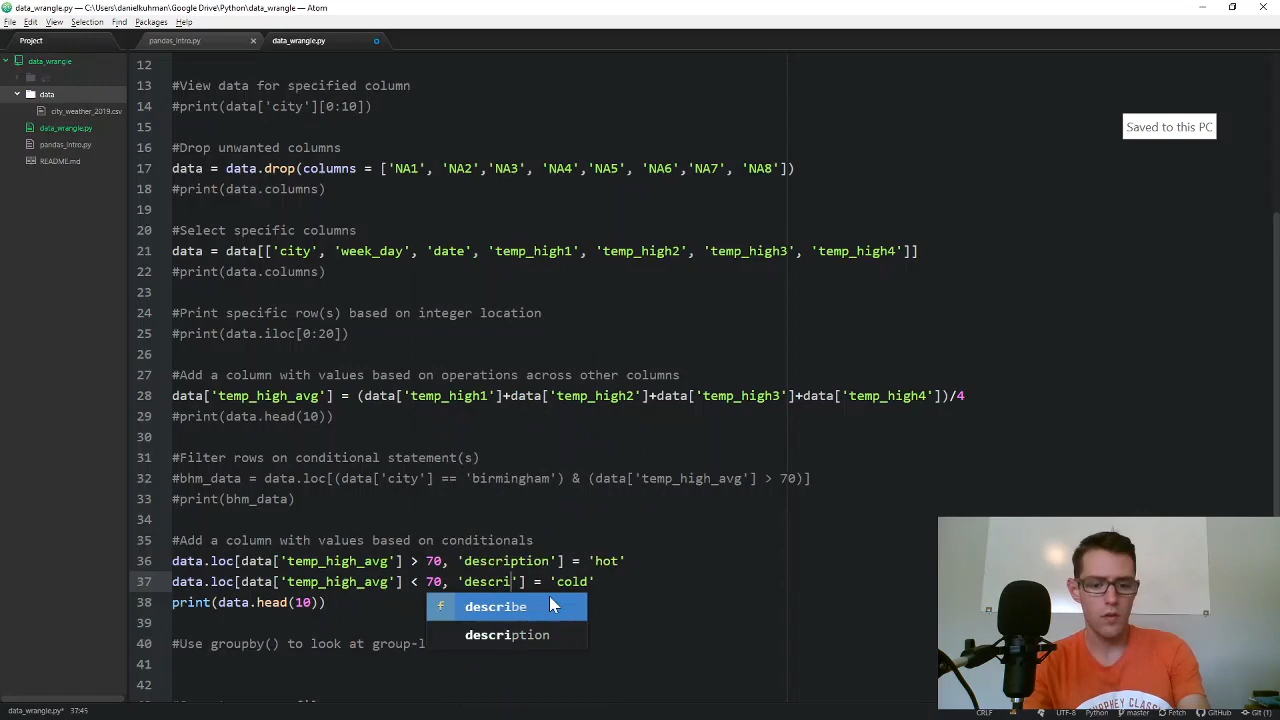 data_wrangle.py — C:\Users\danielkuhman\Google Drive\Python\data_wrangle — Atom
File Edit View Selection Find Packages Help
Project
pandas_intro.py
data_wrangle.py
data_wrangle
data
city_weather_2019.csv
data_wrangle.py
pandas_intro.py
README.md
Saved to this PC
12
13 #View data for specified column
14 #print(data['city'][0:10])
15
16 #Drop unwanted columns
17 data = data.drop(columns = ['NA1', 'NA2','NA3', 'NA4','NA5', 'NA6','NA7', 'NA8'])
18 #print(data.columns)
19
20 #Select specific columns
21 data = data[['city', 'week_day', 'date', 'temp_high1', 'temp_high2', 'temp_high3', 'temp_high4']]
22 #print(data.columns)
23
24 #Print specific row(s) based on integer location
25 #print(data.iloc[0:20])
26
27 #Add a column with values based on operations across other columns
28 data['temp_high_avg'] = (data['temp_high1']+data['temp_high2']+data['temp_high3']+data['temp_high4'])/4
29 #print(data.head(10))
30
31 #Filter rows on conditional statement(s)
32 #bhm_data = data.loc[(data['city'] == 'birmingham') & (data['temp_high_avg'] > 70)]
33 #print(bhm_data)
34
35 #Add a column with values based on conditionals
36 data.loc[data['temp_high_avg'] > 70, 'description'] = 'hot'
37 data.loc[data['temp_high_avg'] < 70, 'descri'] = 'cold'
38 print(data.head(10))
f describe
description
39
40 #Use groupby() to look at group-l
41
42
data_wrangle.py* 37:45
CRLF UTF-8 Python master Fetch GitHub Git (1)